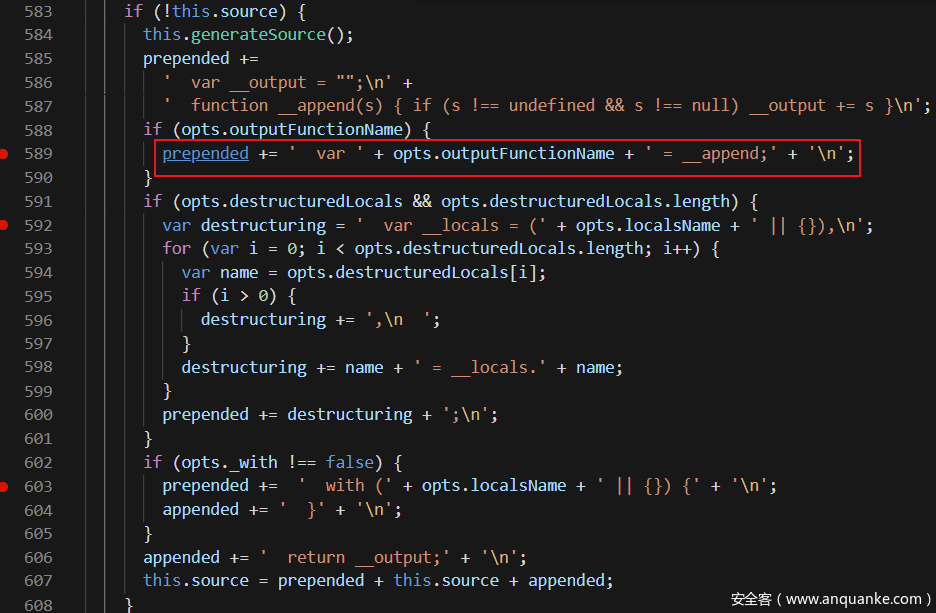 583 if (!this.source) {
584 this.generateSource();
585 prepended +=
586 '  var __output = "";\n' +
587 '  function __append(s) { if (s !== undefined && s !== null) __output += s }\n';
588 if (opts.outputFunctionName) {
589 prepended += '  var ' + opts.outputFunctionName + ' = __append;' + '\n';
590 }
591 if (opts.destructuredLocals && opts.destructuredLocals.length) {
592 var destructuring = '  var __locals = (' + opts.localsName + ' || {}),\n';
593 for (var i = 0; i < opts.destructuredLocals.length; i++) {
594 var name = opts.destructuredLocals[i];
595 if (i > 0) {
596 destructuring += ',\n  ';
597 }
598 destructuring += name + ' = __locals.' + name;
599 }
600 prepended += destructuring + ';\n';
601 }
602 if (opts._with !== false) {
603 prepended +=  '  with (' + opts.localsName + ' || {}) {' + '\n';
604 appended += '  }' + '\n';
605 }
606 appended += '  return __output;' + '\n';
607 this.source = prepended + this.source + appended;
608 }
安全客 ( www.anquanke.com )